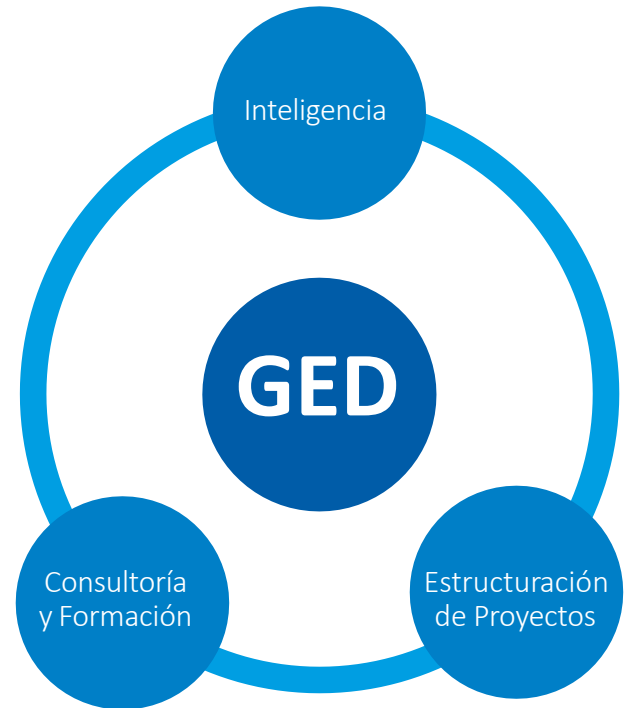 Inteligencia
GED
Consultoría
y Formación
Estructuración
de Proyectos